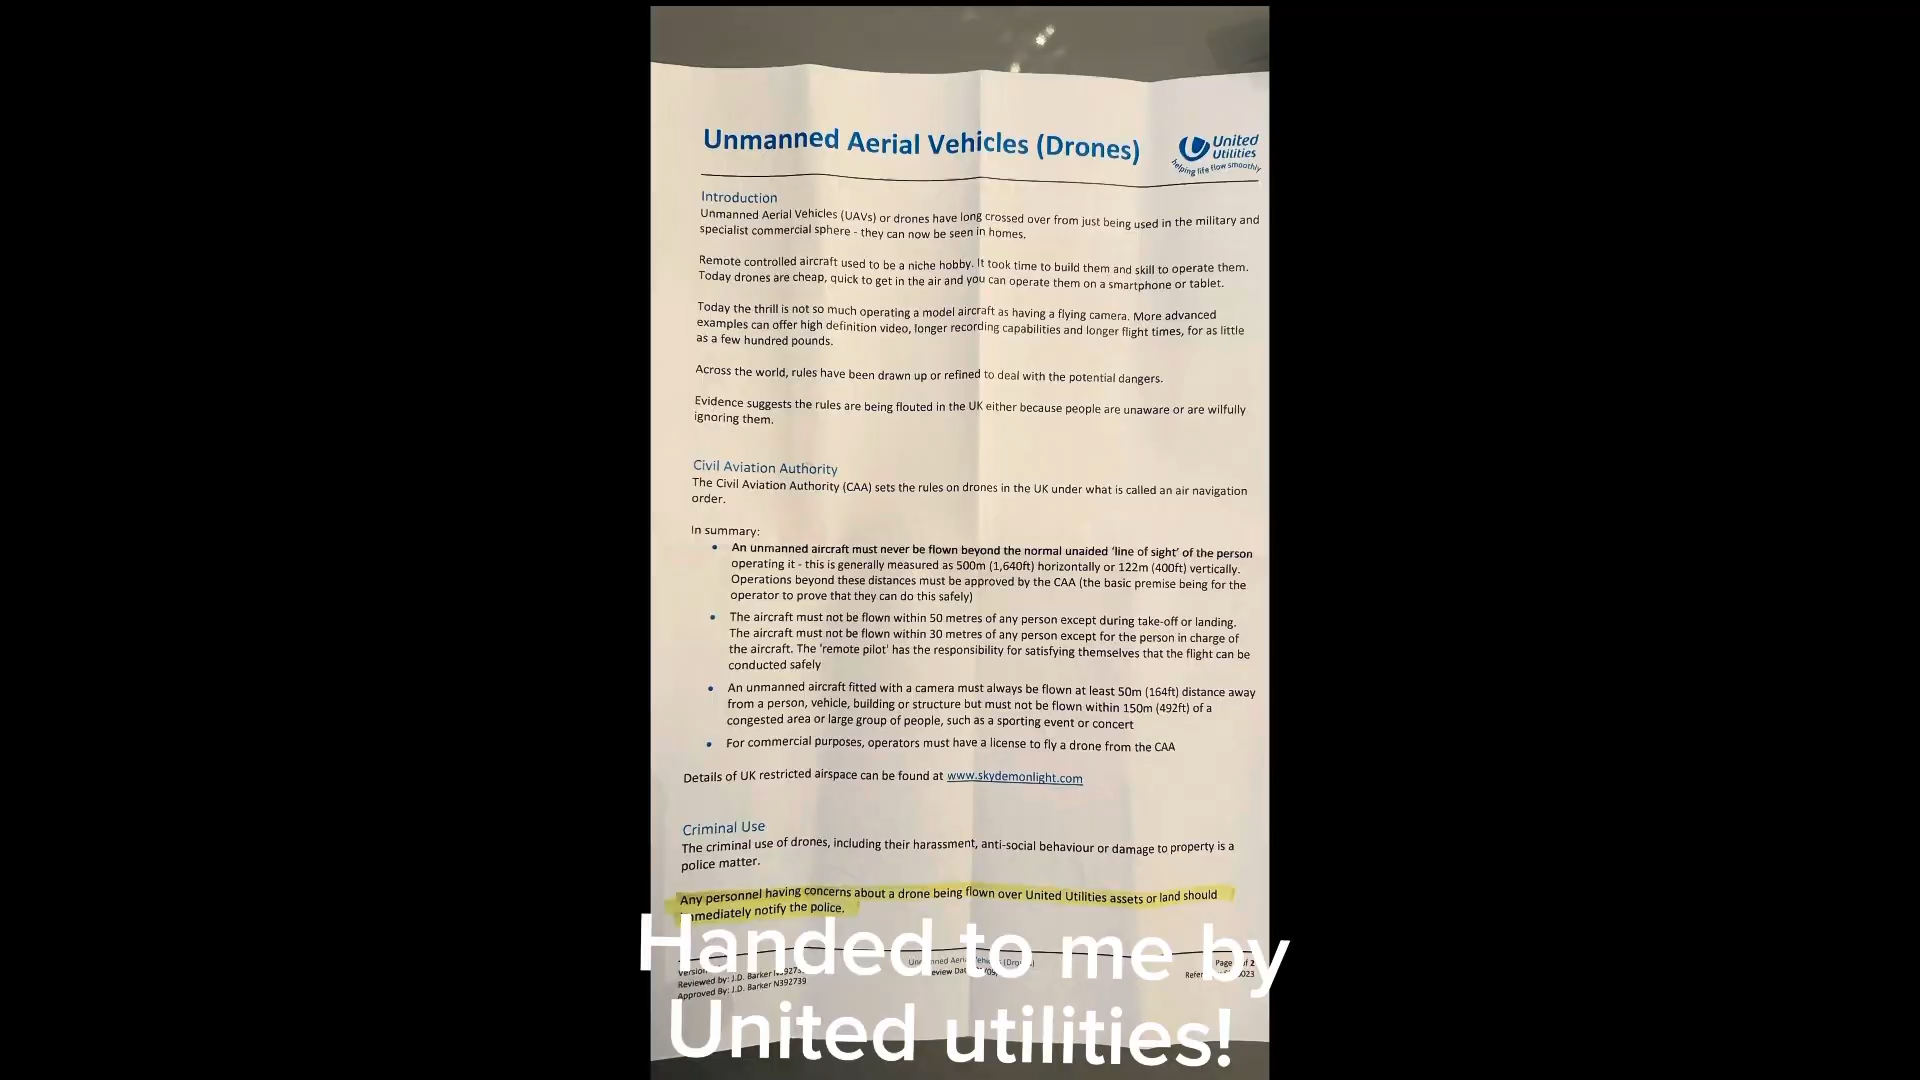 Unmanned Aerial Vehicles (Drones)
United
Utilities
helping life flow smoothly
Introduction
Unmanned Aerial Vehicles (UAVs) or drones have long crossed over from just being used in the military and
specialist commercial sphere - they can now be seen in homes.
Remote controlled aircraft used to be a niche hobby. It took time to build them and skill to operate them.
Today drones are cheap, quick to get in the air and you can operate them on a smartphone or tablet.
Today the thrill is not so much operating a model aircraft as having a flying camera. More advanced
examples can offer high definition video, longer recording capabilities and longer flight times, for as little
as a few hundred pounds.
Across the world, rules have been drawn up or refined to deal with the potential dangers.
Evidence suggests the rules are being flouted in the UK either because people are unaware or are wilfully
ignoring them.
Civil Aviation Authority
The Civil Aviation Authority (CAA) sets the rules on drones in the UK under what is called an air navigation
order.
In summary:
• An unmanned aircraft must never be flown beyond the normal unaided 'line of sight' of the person
operating it - this is generally measured as 500m (1,640ft) horizontally or 122m (400ft) vertically.
Operations beyond these distances must be approved by the CAA (the basic premise being for the
operator to prove that they can do this safely)
• The aircraft must not be flown within 50 metres of any person except during take-off or landing.
The aircraft must not be flown within 30 metres of any person except for the person in charge of
the aircraft. The 'remote pilot' has the responsibility for satisfying themselves that the flight can be
conducted safely
• An unmanned aircraft fitted with a camera must always be flown at least 50m (164ft) distance away
from a person, vehicle, building or structure but must not be flown within 150m (492ft) of a
congested area or large group of people, such as a sporting event or concert
• For commercial purposes, operators must have a license to fly a drone from the CAA
Details of UK restricted airspace can be found at www.skydemonlight.com
Criminal Use
The criminal use of drones, including their harassment, anti-social behaviour or damage to property is a
police matter.
Any personnel having concerns about a drone being flown over United Utilities assets or land should
immediately notify the police.
Handed to me by
United utilities!
Reviewed by: J.D. Barker
Approved By: J.D. Barker N392739
Page of 2